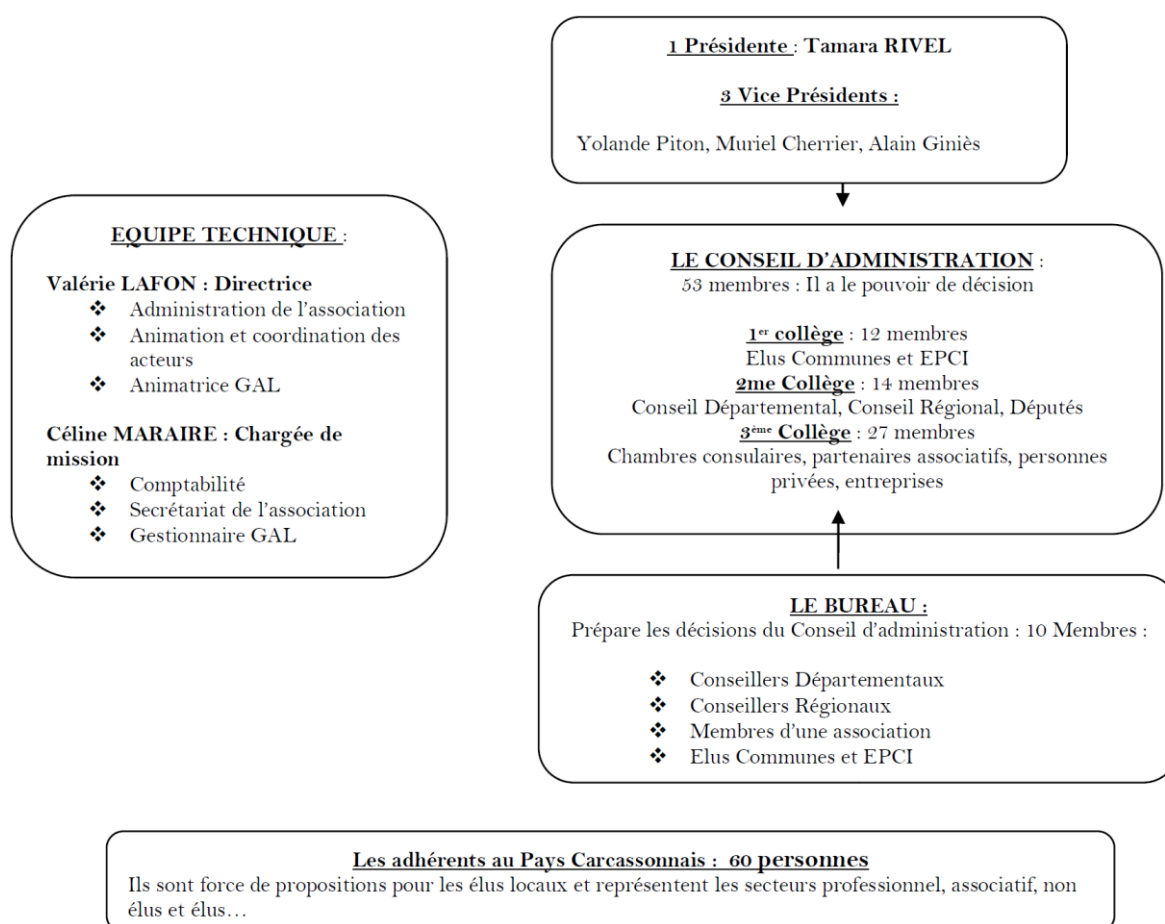 1 Présidente : Tamara RIVEL
3 Vice Présidents :
Yolande Piton, Muriel Cherrier, Alain Giniès
EQUIPE TECHNIQUE :
Valérie LAFON : Directrice
❖ Administration de l'association
❖ Animation et coordination des
acteurs
❖ Animatrice GAL
Céline MARAIRE : Chargée de
mission
❖ Comptabilité
❖ Secrétariat de l'association
❖ Gestionnaire GAL
LE CONSEIL D'ADMINISTRATION :
53 membres : Il a le pouvoir de décision
1er collège : 12 membres
Elus Communes et EPCI
2me Collège : 14 membres
Conseil Départemental, Conseil Régional, Députés
3ème Collège : 27 membres
Chambres consulaires, partenaires associatifs, personnes
privées, entreprises
LE BUREAU :
Prépare les décisions du Conseil d'administration : 10 Membres :
❖ Conseillers Départementaux
❖ Conseillers Régionaux
❖ Membres d'une association
❖ Elus Communes et EPCI
Les adhérents au Pays Carcassonnais : 60 personnes
Ils sont force de propositions pour les élus locaux et représentent les secteurs professionnel, associatif, non
élus et élus…